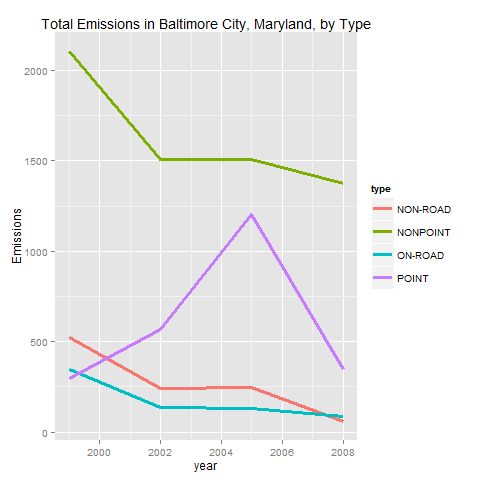 Total Emissions in Baltimore City, Maryland, by Type
2000
1500
1000
500
0
Emissions
2000
2002
2004
2006
2008
year
type
NON-ROAD
NONPOINT
ON-ROAD
POINT